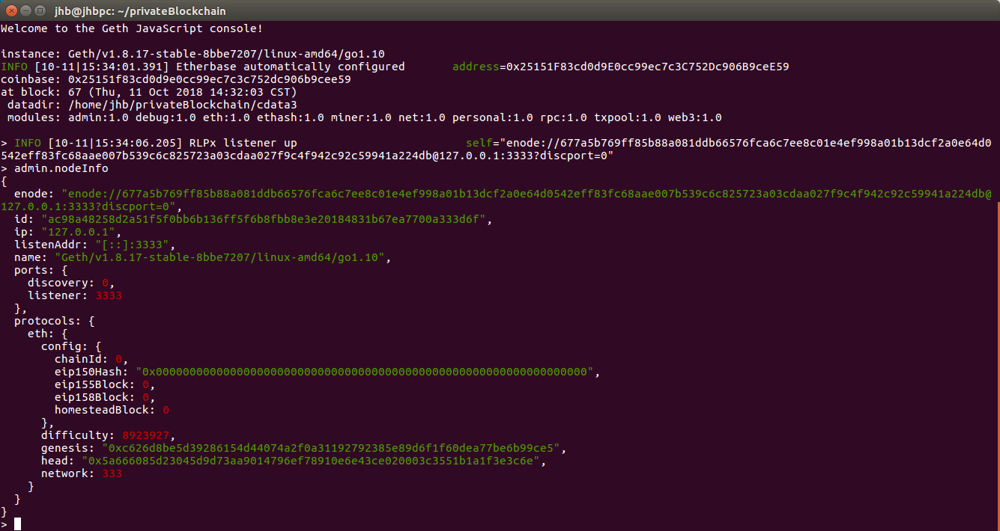 jhb@jhbpc: ~/privateBlockchain
Welcome to the Geth JavaScript console!
instance: Geth/v1.8.17-stable-8bbe7207/linux-amd64/go1.10
INFO [10-11|15:34:01.391] Etherbase automatically configured address=0x25151F83cd0d9E0cc99ec7c3C752Dc906B9ceE59
coinbase: 0x25151f83cd0d9e0cc99ec7c3c752dc906b9cee59
at block: 67 (Thu, 11 Oct 2018 14:32:03 CST)
datadir: /home/jhb/privateBlockchain/cdata3
modules: admin:1.0 debug:1.0 eth:1.0 ethash:1.0 miner:1.0 net:1.0 personal:1.0 rpc:1.0 txpool:1.0 web3:1.0
> INFO [10-11|15:34:06.205] RLPx listener up self="enode://677a5b769ff85b88a081ddb66576fca6c7ee8c01e4ef998a01b13dcf2a0e64d0
542eff83fc68aae007b539c6c825723a03cdaa027f9c4f942c92c59941a224db@127.0.0.1:3333?discport=0"
> admin.nodeInfo
{
enode: "enode://677a5b769ff85b88a081ddb66576fca6c7ee8c01e4ef998a01b13dcf2a0e64d0542eff83fc68aae007b539c6c825723a03cdaa027f9c4f942c92c59941a224db@
127.0.0.1:3333?discport=0",
id: "ac98a48258d2a51f5f0bb6b136ff5f6b8fbb8e3e20184831b67ea7700a333d6f",
ip: "127.0.0.1",
listenAddr: "[::]:3333",
name: "Geth/v1.8.17-stable-8bbe7207/linux-amd64/go1.10",
ports: {
discovery: 0,
listener: 3333
},
protocols: {
eth: {
config: {
chainId: 0,
eip150Hash: "0x0000000000000000000000000000000000000000000000000000000000000000",
eip155Block: 0,
eip158Block: 0,
homesteadBlock: 0
},
difficulty: 8923927,
genesis: "0xc626d8be5d39286154d44074a2f0a31192792385e89d6f1f60dea77be6b99ce5",
head: "0x5a666085d23045d9d73aa9014796ef78910e6e43ce020003c3551b1a1f3e3c6e",
network: 333
}
}
}
>